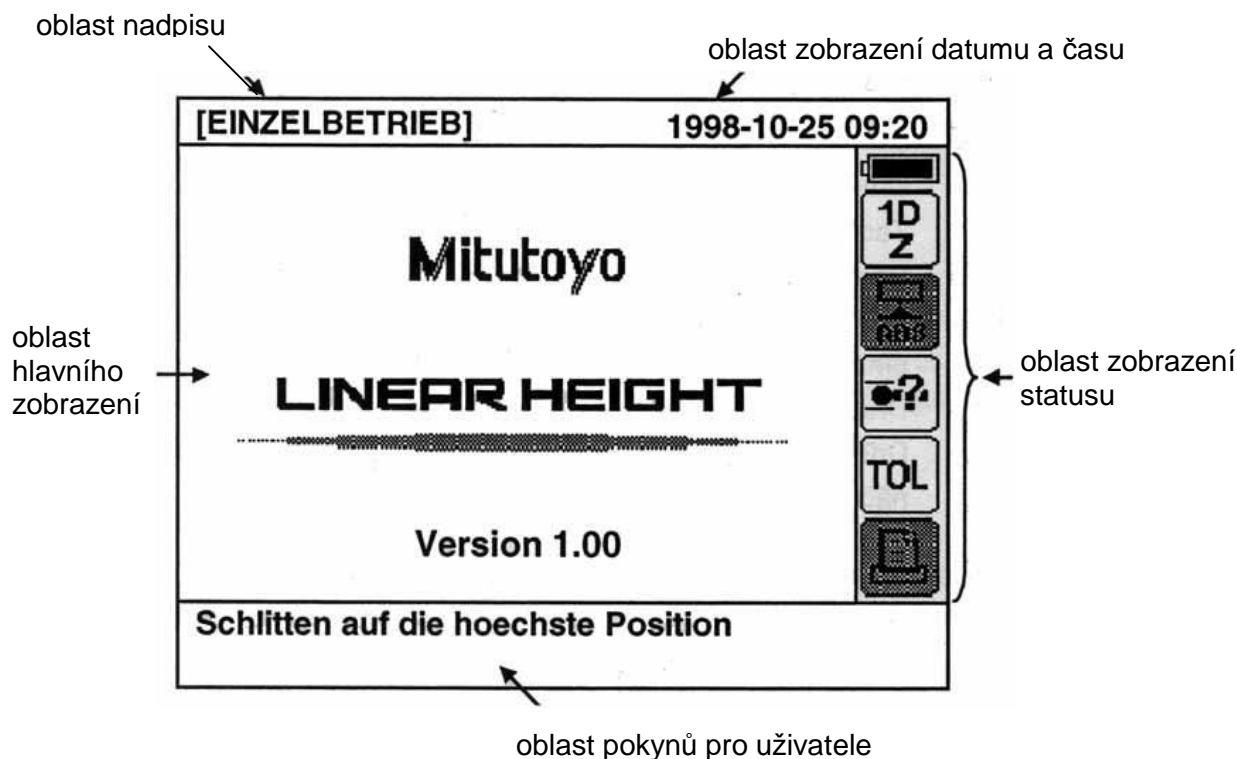 oblast nadpisu
oblast zobrazení datumu a času
[EINZELBETRIEB] 1998-10-25 09:20
1D
Z
Mitutoyo
ABS
oblast
hlavního
zobrazení
LINEAR HEIGHT
?
oblast zobrazení
statusu
TOL
Version 1.00
Schlitten auf die hoechste Position
oblast pokynů pro uživatele